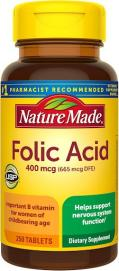 PHARMACIST RECOMMENDED
Nature Made®
Folic Acid
400 mcg (665 mcg DFE)
USP
Important B vitamin
for women of
childbearing age
Helps support
nervous system
function†
250 TABLETS
Dietary Supplement